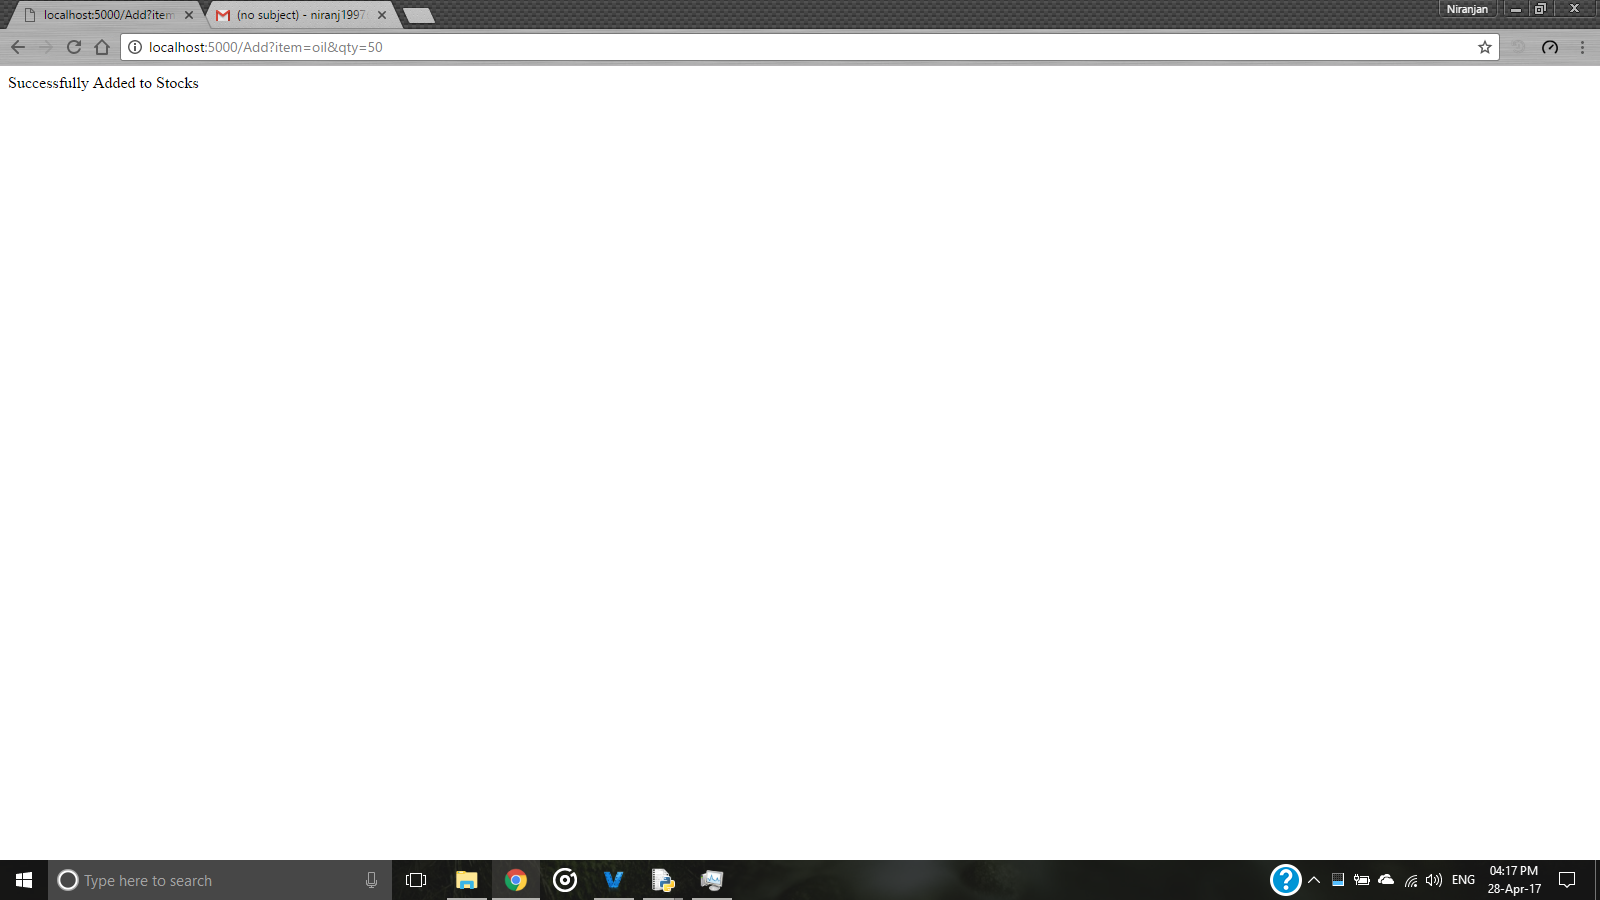 localhost:5000/Add?item
(no subject) - niranj1997
Niranjan
localhost:5000/Add?item=oil&qty=50
Successfully Added to Stocks
Type here to search
ENG
04:17 PM
28-Apr-17